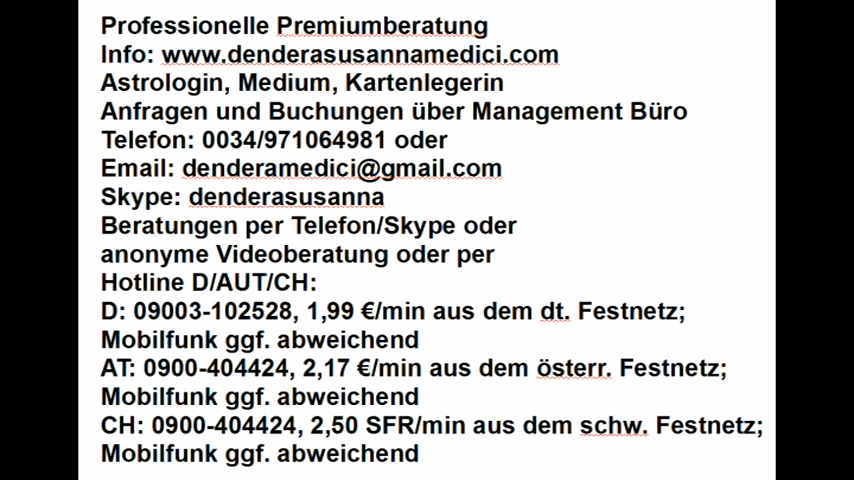 Professionelle Premiumberatung
Info: www.denderasusannamedici.com
Astrologin, Medium, Kartenlegerin
Anfragen und Buchungen über Management Büro
Telefon: 0034/971064981 oder
Email: denderamedici@gmail.com
Skype: denderasusanna
Beratungen per Telefon/Skype oder
anonyme Videoberatung oder per
Hotline D/AUT/CH:
D: 09003-102528, 1,99 €/min aus dem dt. Festnetz;
Mobilfunk ggf. abweichend
AT: 0900-404424, 2,17 €/min aus dem österr. Festnetz;
Mobilfunk ggf. abweichend
CH: 0900-404424, 2,50 SFR/min aus dem schw. Festnetz;
Mobilfunk ggf. abweichend